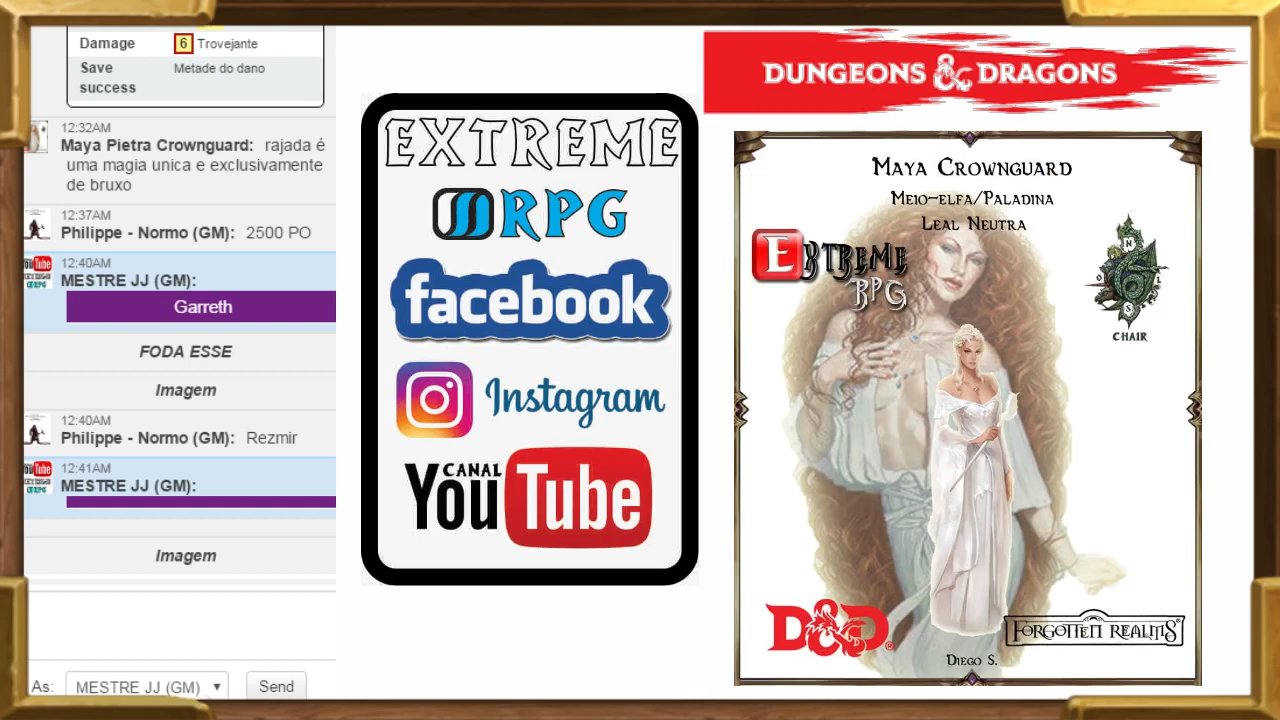 Damage 6 Trovejante
Save Metade do dano
success
12:32AM
Maya Pietra Crownguard: rajada é
uma magia unica e exclusivamente
de bruxo
12:37AM
Philippe - Normo (GM): 2500 PO
12:40AM
MESTRE JJ (GM):
Garreth
FODA ESSE
Imagem
12:40AM
Philippe - Normo (GM): Rezmir
12:41AM
MESTRE JJ (GM):
Imagem
As: MESTRE JJ (GM) Send
EXTREME
RPG
facebook
Instagram
CANAL
YouTube
DUNGEONS & DRAGONS
Maya Crownguard
Meio-elfa/Paladina
Leal Neutra
EXTREME
RPG
N
6
S
CHAIR
D&D®
Forgotten Realms®
Diego S.